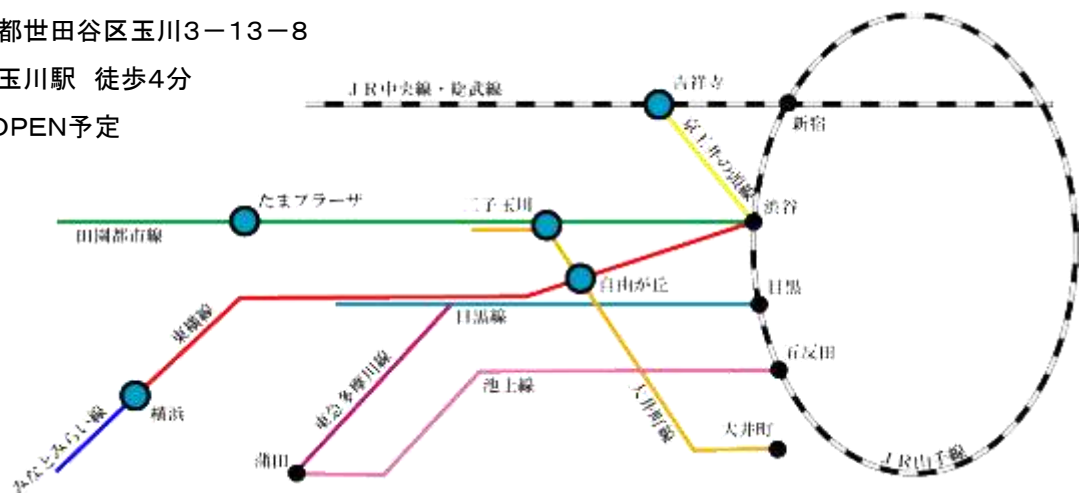 都世田谷区玉川3-13-8
玉川駅 徒歩4分
OPEN予定
JR中央線・総武線
吉祥寺
新宿
京王井の頭線
たまプラーザ
二子玉川
渋谷
田園都市線
自由が丘
目黒
目黒線
東横線
五反田
東急多摩川線
池上線
大井町線
横浜
みなとみらい線
大井町
蒲田
JR山手線